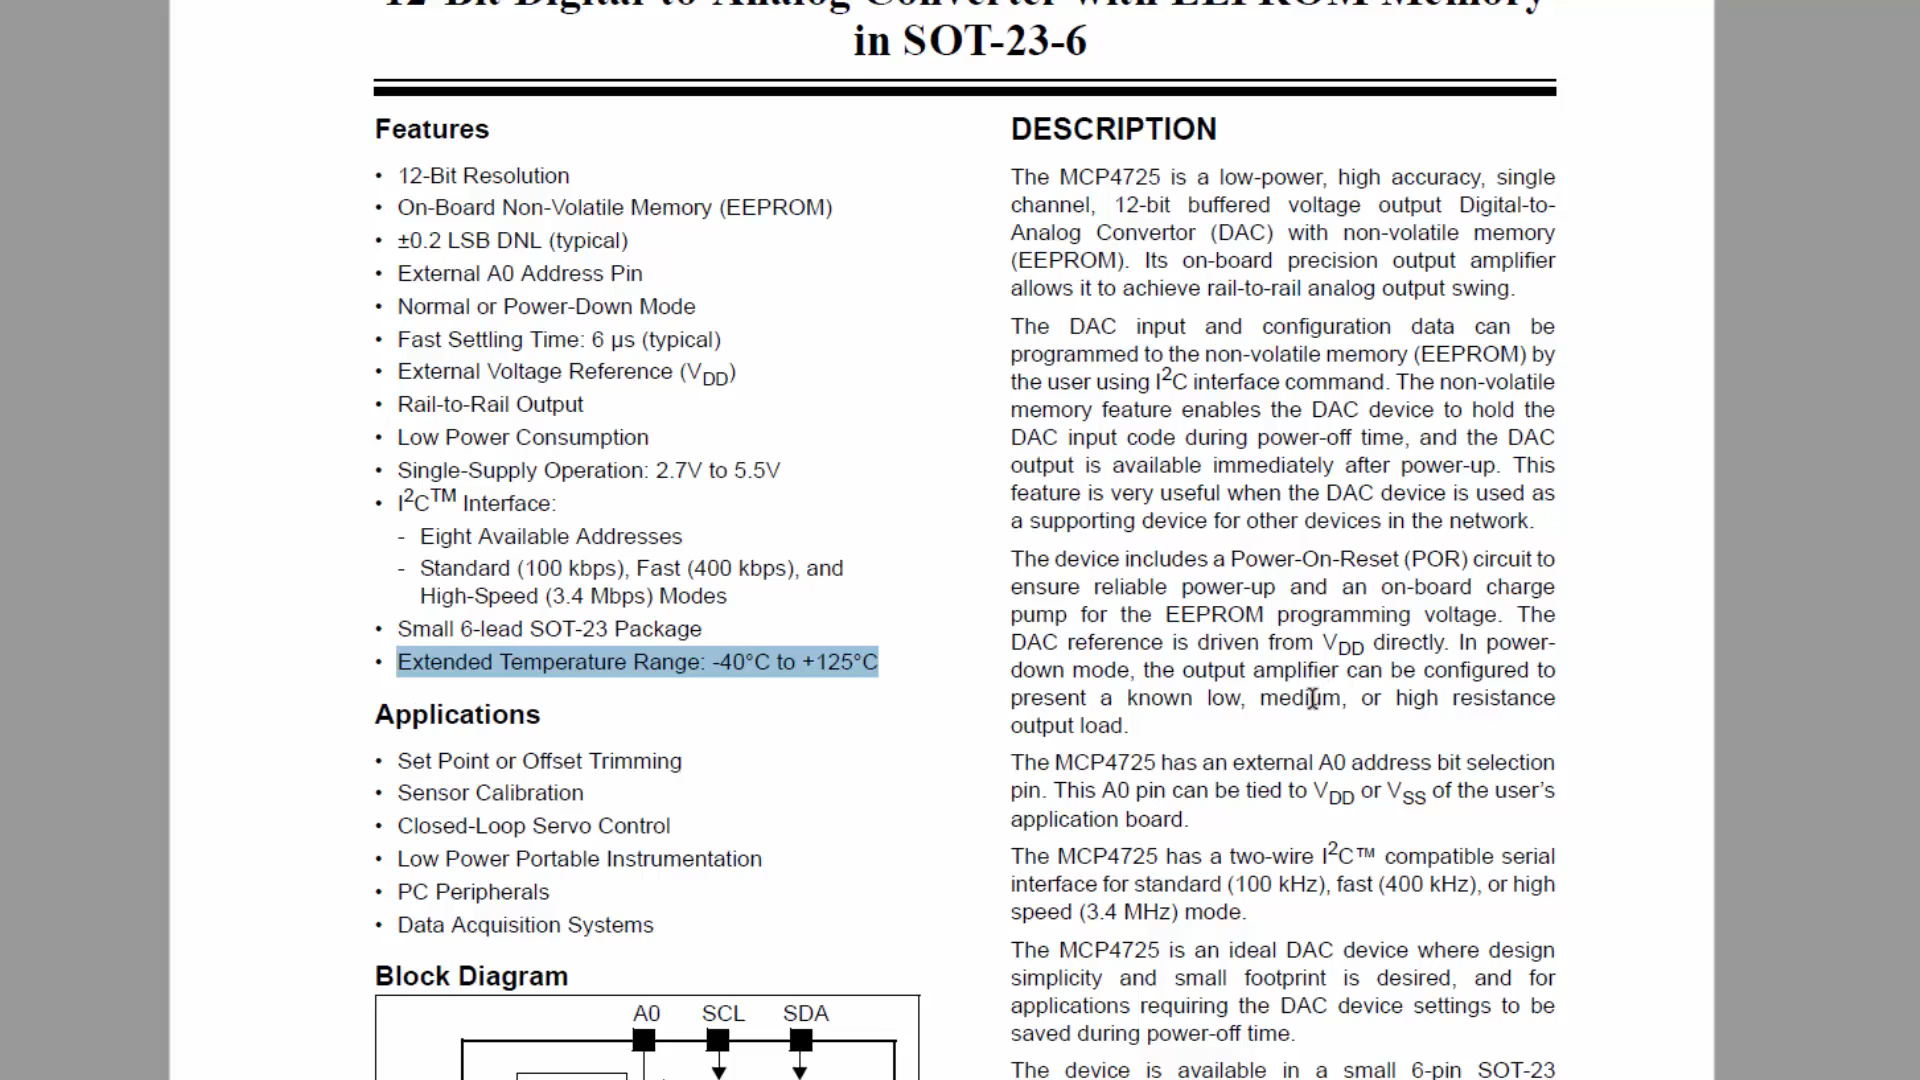 12-Bit Digital-to-Analog Converter with EEPROM Memory
in SOT-23-6
Features
• 12-Bit Resolution
• On-Board Non-Volatile Memory (EEPROM)
• ±0.2 LSB DNL (typical)
• External A0 Address Pin
• Normal or Power-Down Mode
• Fast Settling Time: 6 µs (typical)
• External Voltage Reference (VDD)
• Rail-to-Rail Output
• Low Power Consumption
• Single-Supply Operation: 2.7V to 5.5V
• I2CTM Interface:
- Eight Available Addresses
- Standard (100 kbps), Fast (400 kbps), and
High-Speed (3.4 Mbps) Modes
• Small 6-lead SOT-23 Package
• Extended Temperature Range: -40°C to +125°C
Applications
• Set Point or Offset Trimming
• Sensor Calibration
• Closed-Loop Servo Control
• Low Power Portable Instrumentation
• PC Peripherals
• Data Acquisition Systems
Block Diagram
A0 SCL SDA
DESCRIPTION
The MCP4725 is a low-power, high accuracy, single
channel, 12-bit buffered voltage output Digital-to-
Analog Convertor (DAC) with non-volatile memory
(EEPROM). Its on-board precision output amplifier
allows it to achieve rail-to-rail analog output swing.
The DAC input and configuration data can be
programmed to the non-volatile memory (EEPROM) by
the user using I2C interface command. The non-volatile
memory feature enables the DAC device to hold the
DAC input code during power-off time, and the DAC
output is available immediately after power-up. This
feature is very useful when the DAC device is used as
a supporting device for other devices in the network.
The device includes a Power-On-Reset (POR) circuit to
ensure reliable power-up and an on-board charge
pump for the EEPROM programming voltage. The
DAC reference is driven from VDD directly. In power-
down mode, the output amplifier can be configured to
present a known low, medium, or high resistance
output load.
The MCP4725 has an external A0 address bit selection
pin. This A0 pin can be tied to VDD or VSS of the user's
application board.
The MCP4725 has a two-wire I2C™ compatible serial
interface for standard (100 kHz), fast (400 kHz), or high
speed (3.4 MHz) mode.
The MCP4725 is an ideal DAC device where design
simplicity and small footprint is desired, and for
applications requiring the DAC device settings to be
saved during power-off time.
The device is available in a small 6-pin SOT-23